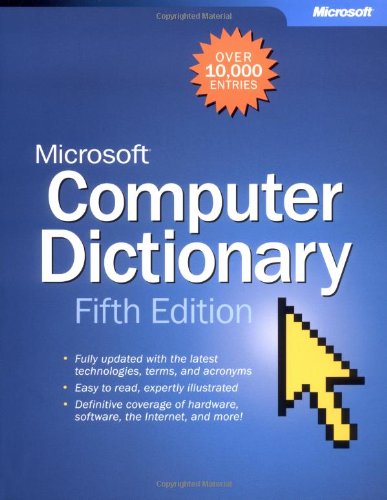 Copyrighted Material
Microsoft
OVER
10,000
ENTRIES
Microsoft
Computer
Dictionary
Fifth Edition
• Fully updated with the latest
technologies, terms, and acronyms
• Easy to read, expertly illustrated
• Definitive coverage of hardware,
software, the Internet, and more!
Copyrighted Material